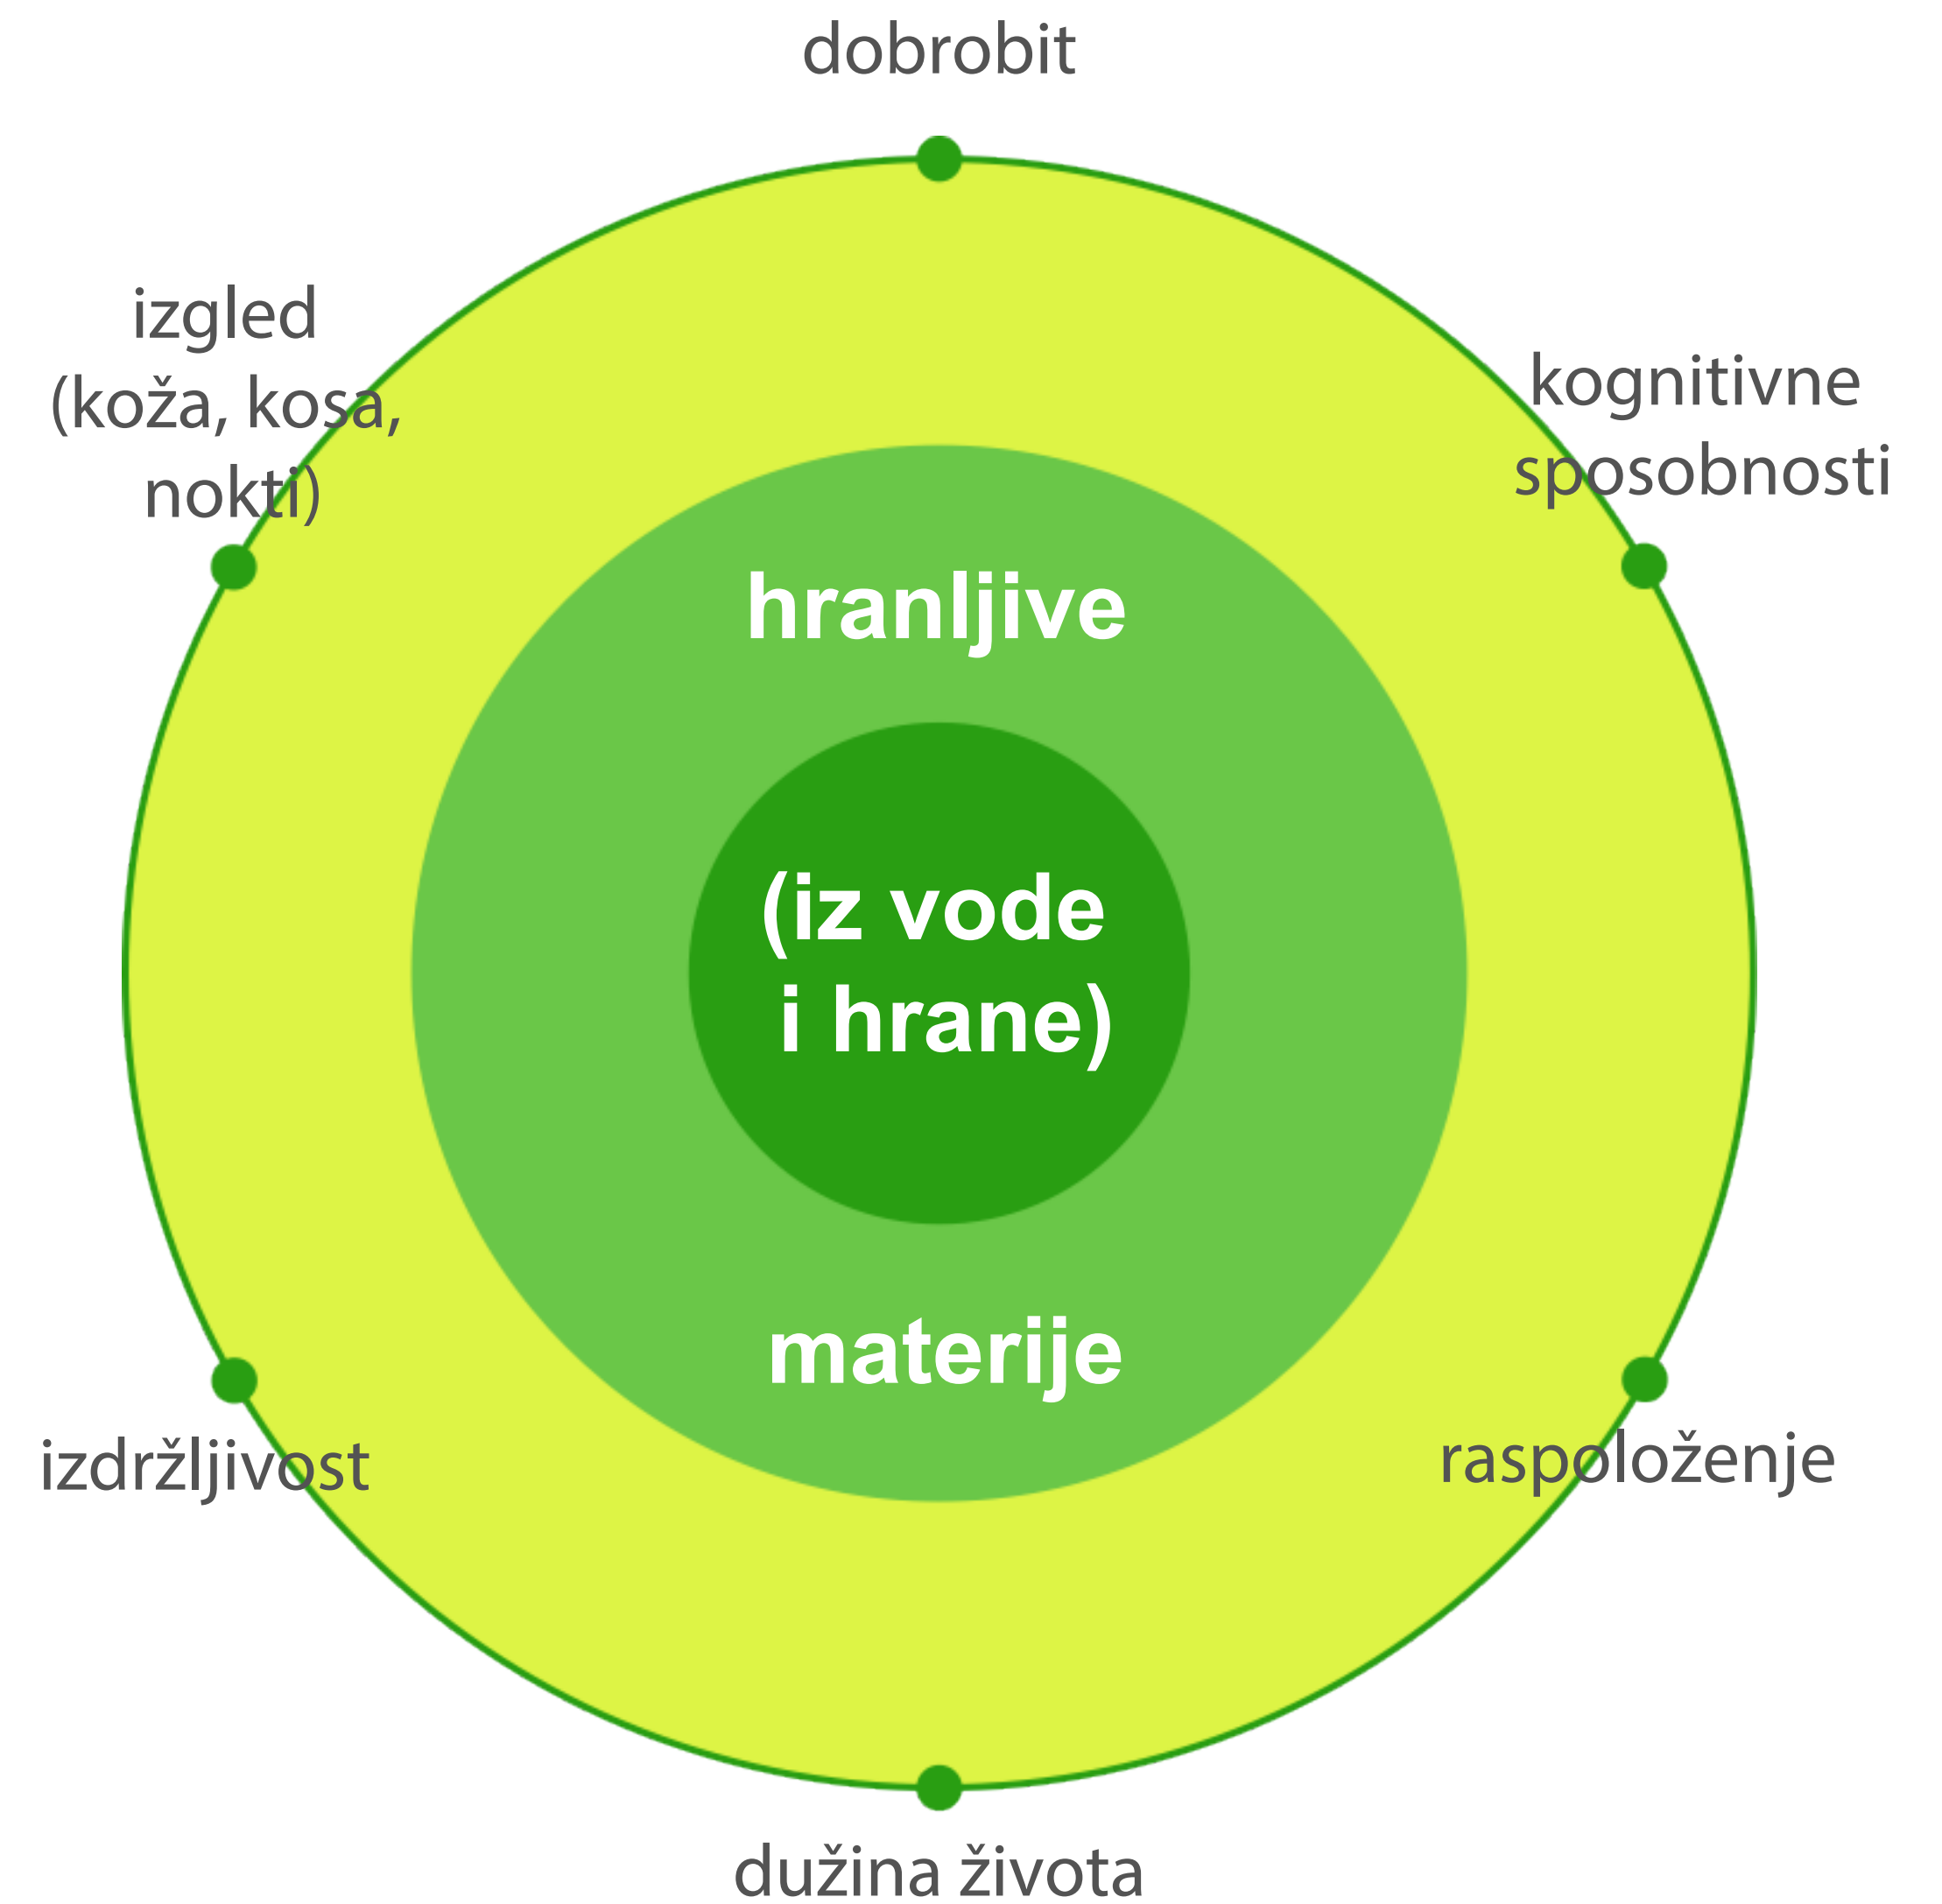 dobrobit
izgled
(koža, kosa,
nokti)
kognitivne
sposobnosti
hranljive
(iz vode
i hrane)
materije
izdržljivost
raspoloženje
dužina života